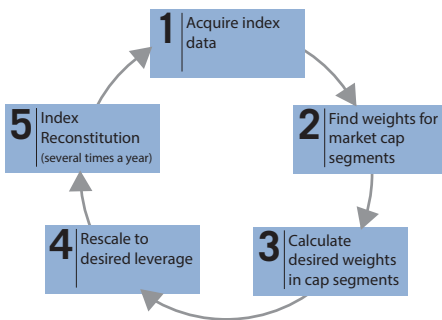 1 Acquire index
data
2 Find weights for
market cap
segments
3 Calculate
desired weights
in cap segments
4 Rescale to
desired leverage
5 Index
Reconstitution
(several times a year)